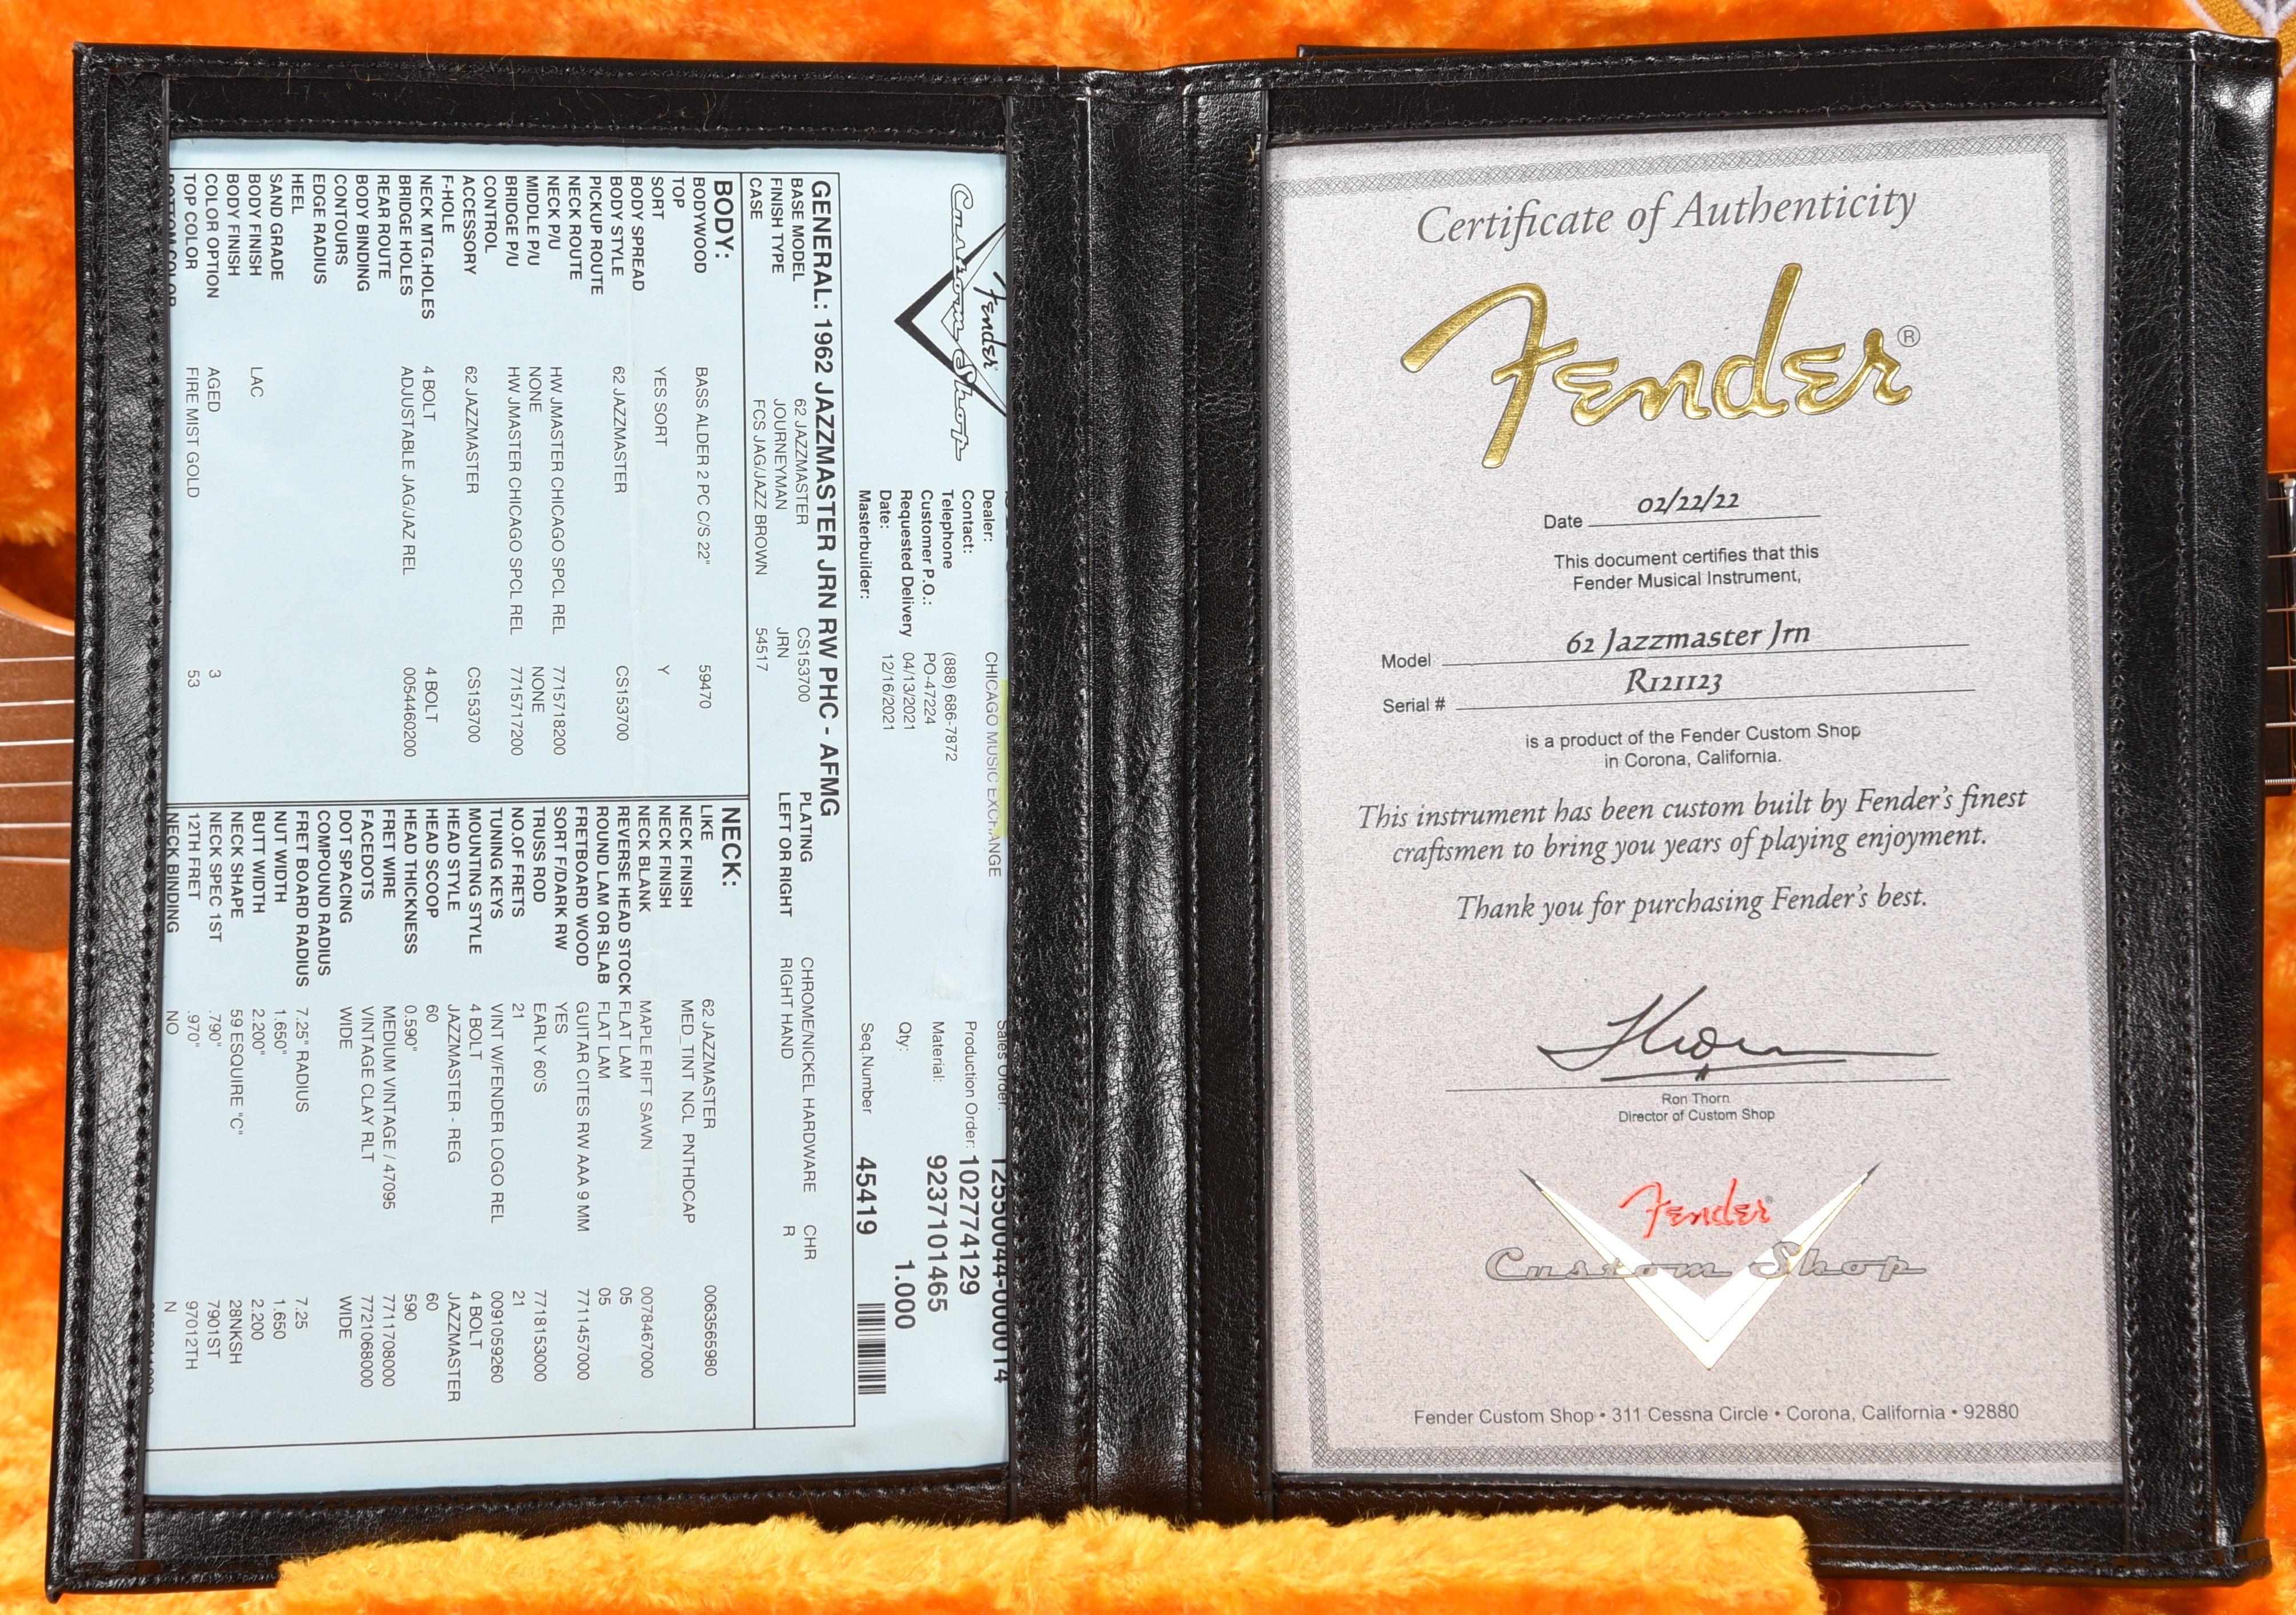 Fender
Custom Shop
Dealer: CHICAGO MUSIC EXCHANGE
Contact:
Telephone (888) 686-7872
Customer P.O.: PO-47224
Requested Delivery 04/13/2021
Date: 12/16/2021
Masterbuilder:
Sales Order: 12550044-000014
Production Order: 102774129
Material: 9237101465
Qty: 1.000
Seq.Number 45419
GENERAL: 1962 JAZZMASTER JRN RW PHC - AFMG
BASE MODEL 62 JAZZMASTER CS153700 PLATING CHROME/NICKEL HARDWARE CHR
FINISH TYPE JOURNEYMAN JRN LEFT OR RIGHT RIGHT HAND R
CASE FCS JAG/JAZZ BROWN 54517
BODY:
BODYWOOD BASS ALDER 2 PC C/S 22" 59470
TOP
SORT YES SORT Y
BODY SPREAD
BODY STYLE 62 JAZZMASTER CS153700
PICKUP ROUTE
NECK ROUTE
NECK P/U HW JMASTER CHICAGO SPCL REL 7715718200
MIDDLE P/U NONE NONE
BRIDGE P/U HW JMASTER CHICAGO SPCL REL 7715717200
CONTROL
ACCESSORY 62 JAZZMASTER CS153700
F-HOLE
NECK MTG.HOLES 4 BOLT 4 BOLT
BRIDGE HOLES ADJUSTABLE JAG/JAZ REL 0054460200
REAR ROUTE
BODY BINDING
CONTOURS
EDGE RADIUS
HEEL
SAND GRADE
BODY FINISH LAC
BODY FINISH
COLOR OPTION AGED 3
TOP COLOR FIRE MIST GOLD 53
BOTTOM COLOR
NECK:
LIKE 62 JAZZMASTER
NECK FINISH MED_TINT NCL PNTHDCAP 0063565980
NECK FINISH
NECK BLANK MAPLE RIFT SAWN 0078467000
REVERSE HEAD STOCK FLAT LAM 05
ROUND LAM OR SLAB FLAT LAM 05
FRETBOARD WOOD GUITAR CITES RW AAA 9 MM 7711457000
SORT F/DARK RW YES
TRUSS ROD EARLY 60'S 7718153000
NO.OF FRETS 21 21
TUNING KEYS VINT W/FENDER LOGO REL 0091059260
MOUNTING STYLE 4 BOLT 4 BOLT
HEAD STYLE JAZZMASTER - REG JAZZMASTER
HEAD SCOOP 60 60
HEAD THICKNESS 0.590" 590
FRET WIRE MEDIUM VINTAGE / 47095 7711708000
FACEDOTS VINTAGE CLAY RLT 7721068000
DOT SPACING WIDE WIDE
COMPOUND RADIUS
FRET BOARD RADIUS 7.25" RADIUS 7.25
NUT WIDTH 1.650" 1.650
BUTT WIDTH 2.200" 2.200
NECK SHAPE 59 ESQUIRE "C" 28NKSH
NECK SPEC 1ST .790" 7901ST
12TH FRET .970" 97012TH
NECK BINDING NO N
Certificate of Authenticity
Fender®
Date 02/22/22
This document certifies that this
Fender Musical Instrument,
Model 62 Jazzmaster Jrn
Serial # R121123
is a product of the Fender Custom Shop
in Corona, California.
This instrument has been custom built by Fender's finest
craftsmen to bring you years of playing enjoyment.
Thank you for purchasing Fender's best.
Ron Thorn
Director of Custom Shop
Fender
Custom Shop
Fender Custom Shop • 311 Cessna Circle • Corona, California • 92880